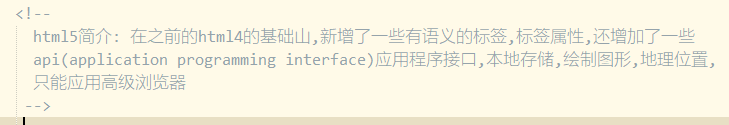 <!--
html5简介: 在之前的html4的基础山,新增了一些有语义的标签,标签属性,还增加了一些
api(application programming interface)应用程序接口,本地存储,绘制图形,地理位置,
只能应用高级浏览器
-->